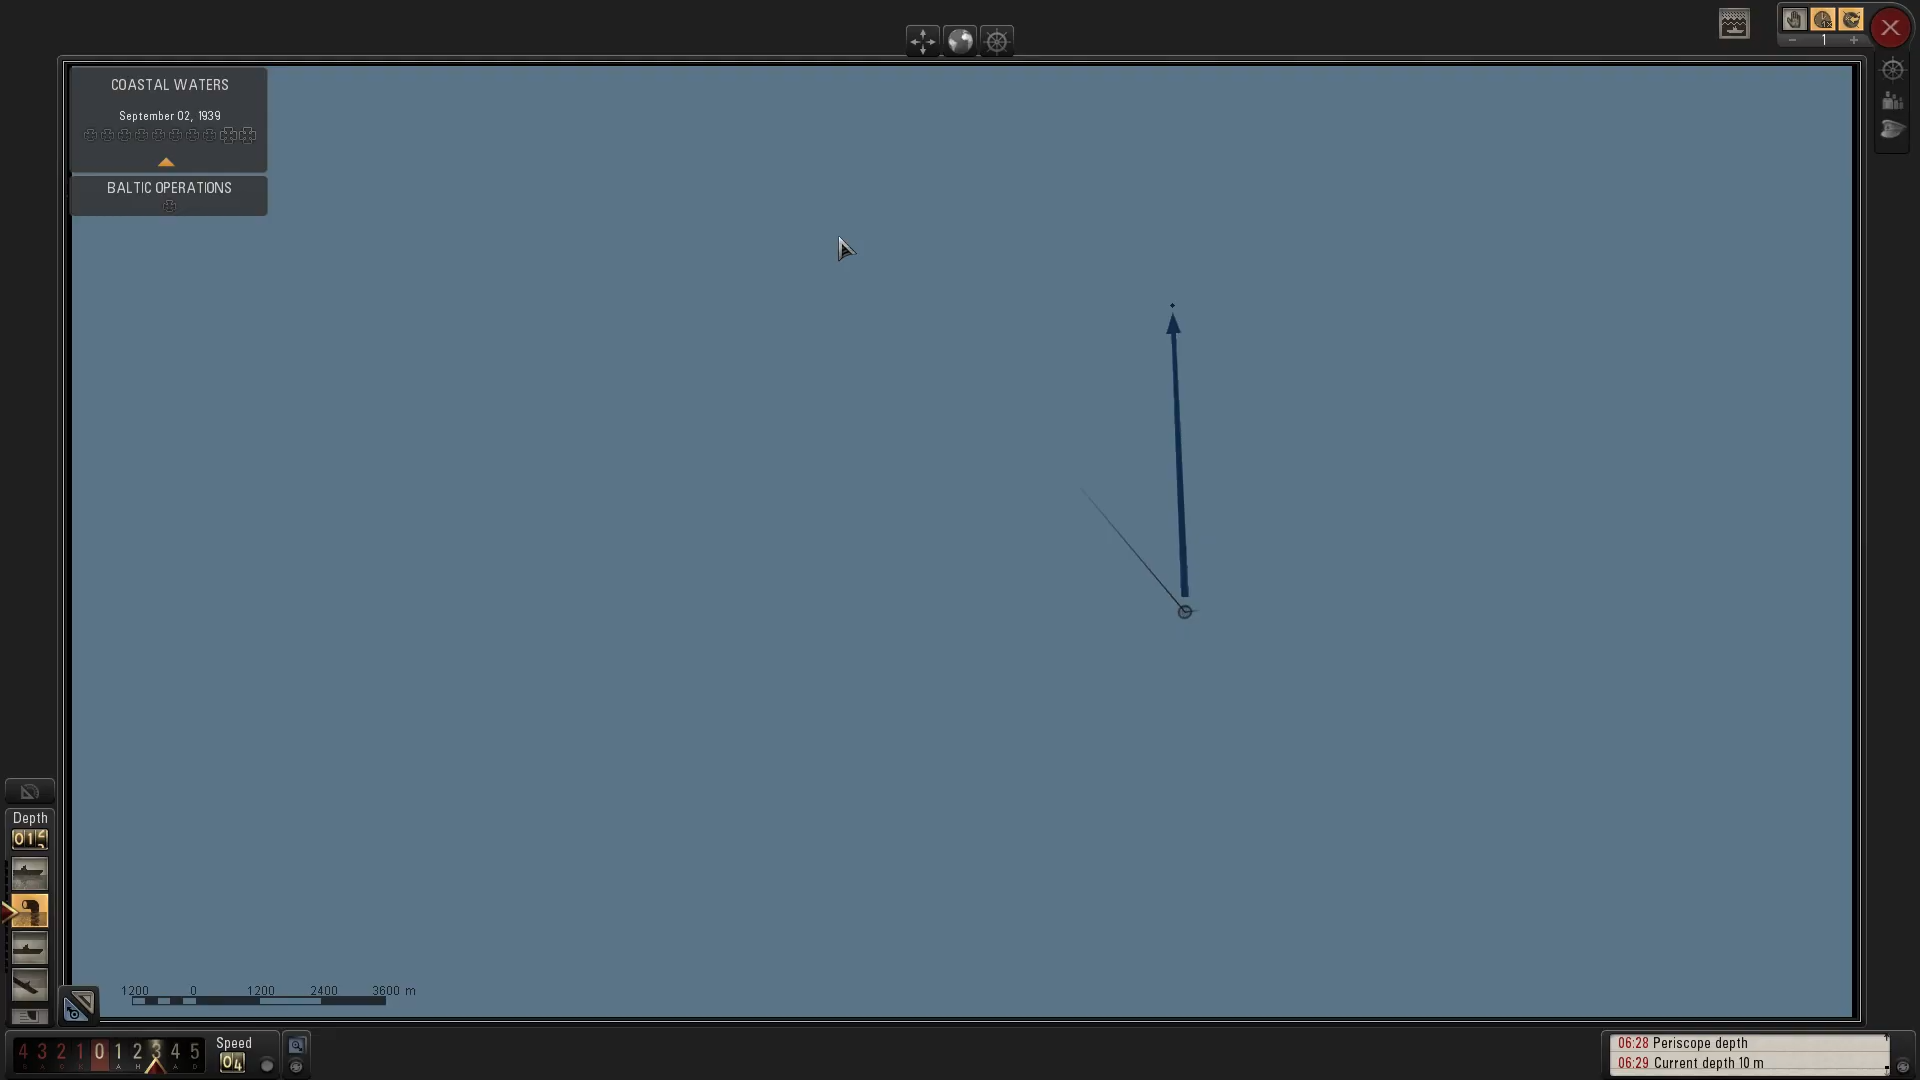 COASTAL WATERS
September 02, 1939
BALTIC OPERATIONS
1
Depth
1200 0 1200 2400 3600 m
4 3 2 1 0 1 2 3 4 5
Speed
04
06:28 Periscope depth
06:29 Current depth 10 m